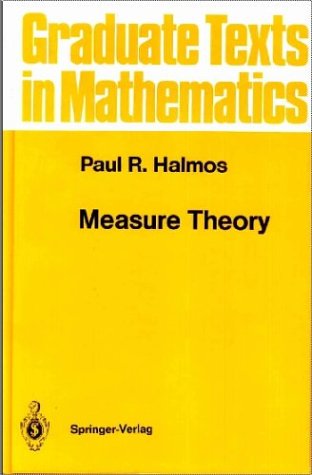 Graduate Texts
in Mathematics
Paul R. Halmos
Measure Theory
Springer-Verlag